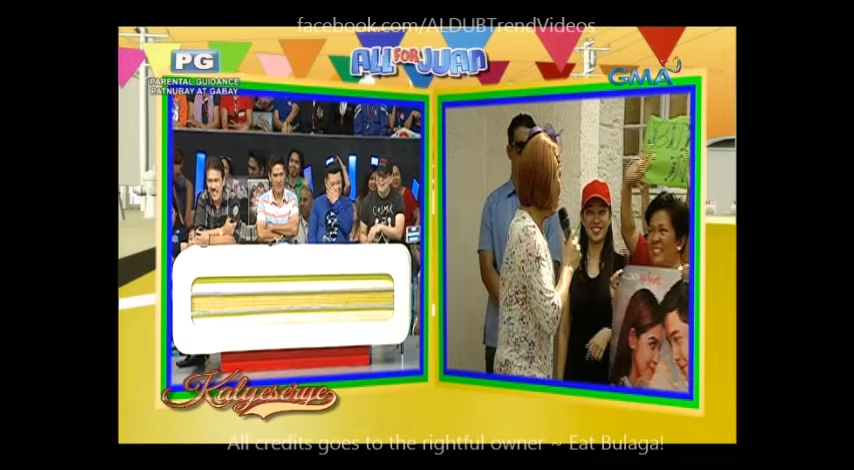 facebook.com/ALDUBTrendVideos
PG
PARENTAL GUIDANCE
PATNUBAY AT GABAY
ALL FOR JUAN
GMA
COSMIK
Kalyeserye
All credits goes to the rightful owner ~ Eat Bulaga!